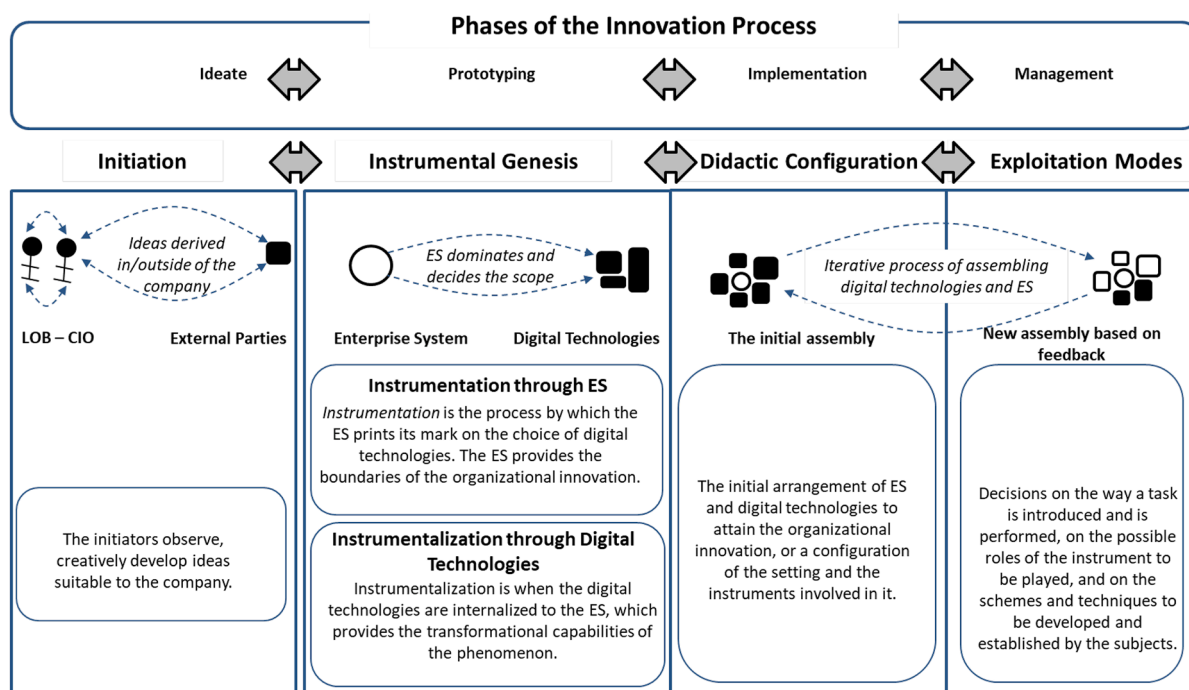 Phases of the Innovation Process
Ideate
Prototyping
Implementation
Management
Initiation
Instrumental Genesis
Didactic Configuration
Exploitation Modes
Ideas derived
in/outside of the
company
LOB – CIO
External Parties
The initiators observe,
creatively develop ideas
suitable to the company.
ES dominates and
decides the scope
Enterprise System
Digital Technologies
Instrumentation through ES
Instrumentation is the process by which the
ES prints its mark on the choice of digital
technologies. The ES provides the
boundaries of the organizational innovation.
Instrumentalization through Digital
Technologies
Instrumentalization is when the digital
technologies are internalized to the ES, which
provides the transformational capabilities of
the phenomenon.
Iterative process of assembling
digital technologies and ES
The initial assembly
New assembly based on
feedback
The initial arrangement of ES
and digital technologies to
attain the organizational
innovation, or a configuration
of the setting and the
instruments involved in it.
Decisions on the way a task
is introduced and is
performed, on the possible
roles of the instrument to
be played, and on the
schemes and techniques to
be developed and
established by the subjects.